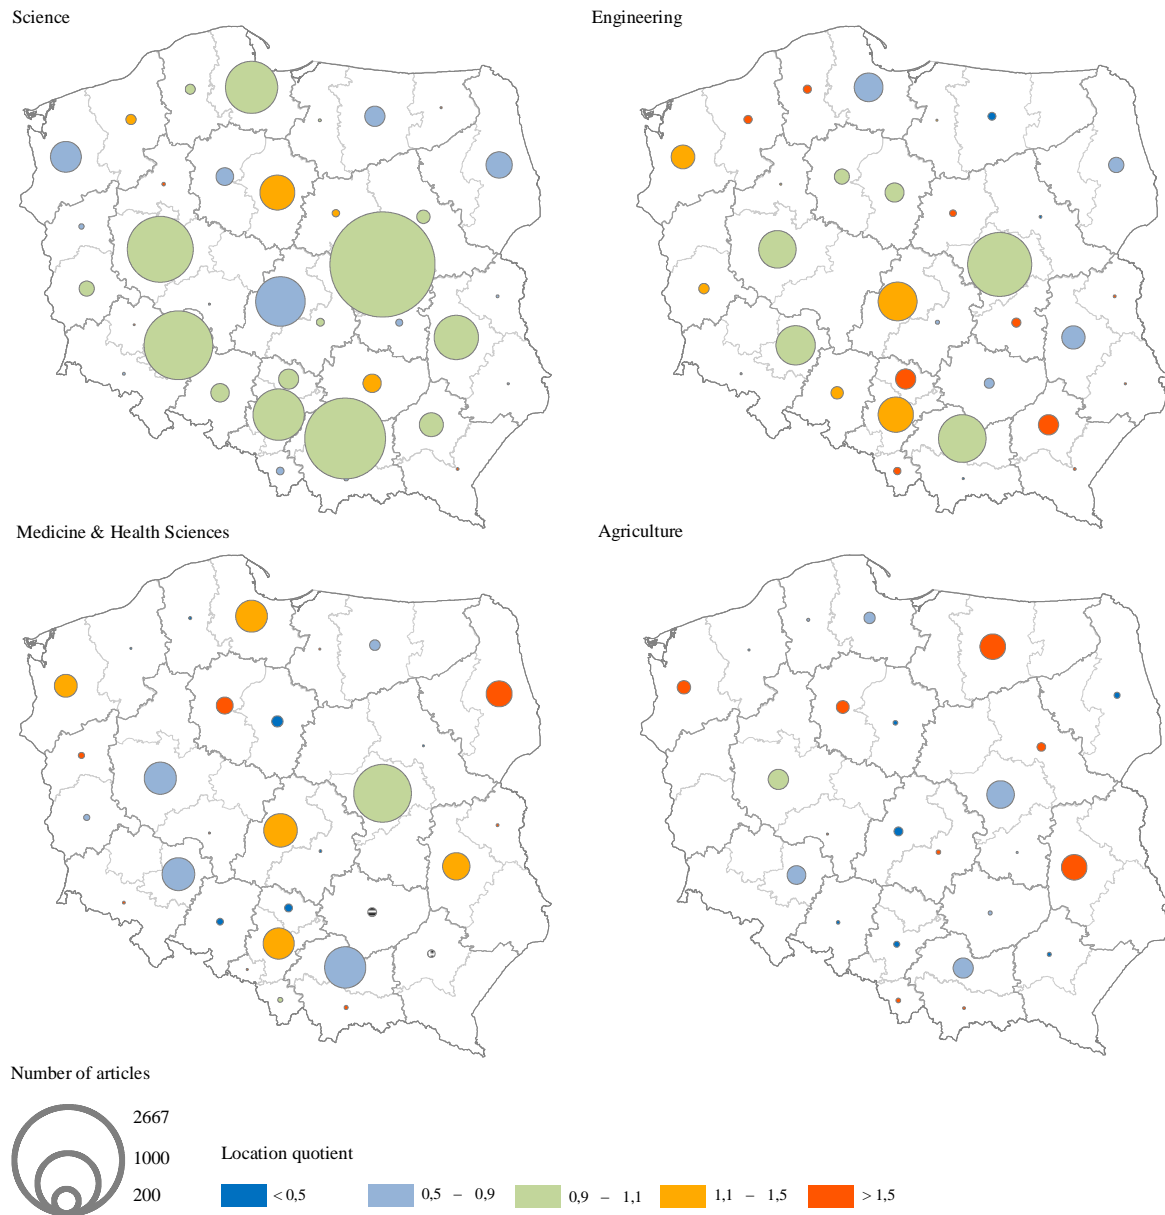 Science
Engineering
Medicine & Health Sciences
Agriculture
Number of articles
2667
1000
200
Location quotient
< 0,5
0,5 – 0,9
0,9 – 1,1
1,1 – 1,5
> 1,5